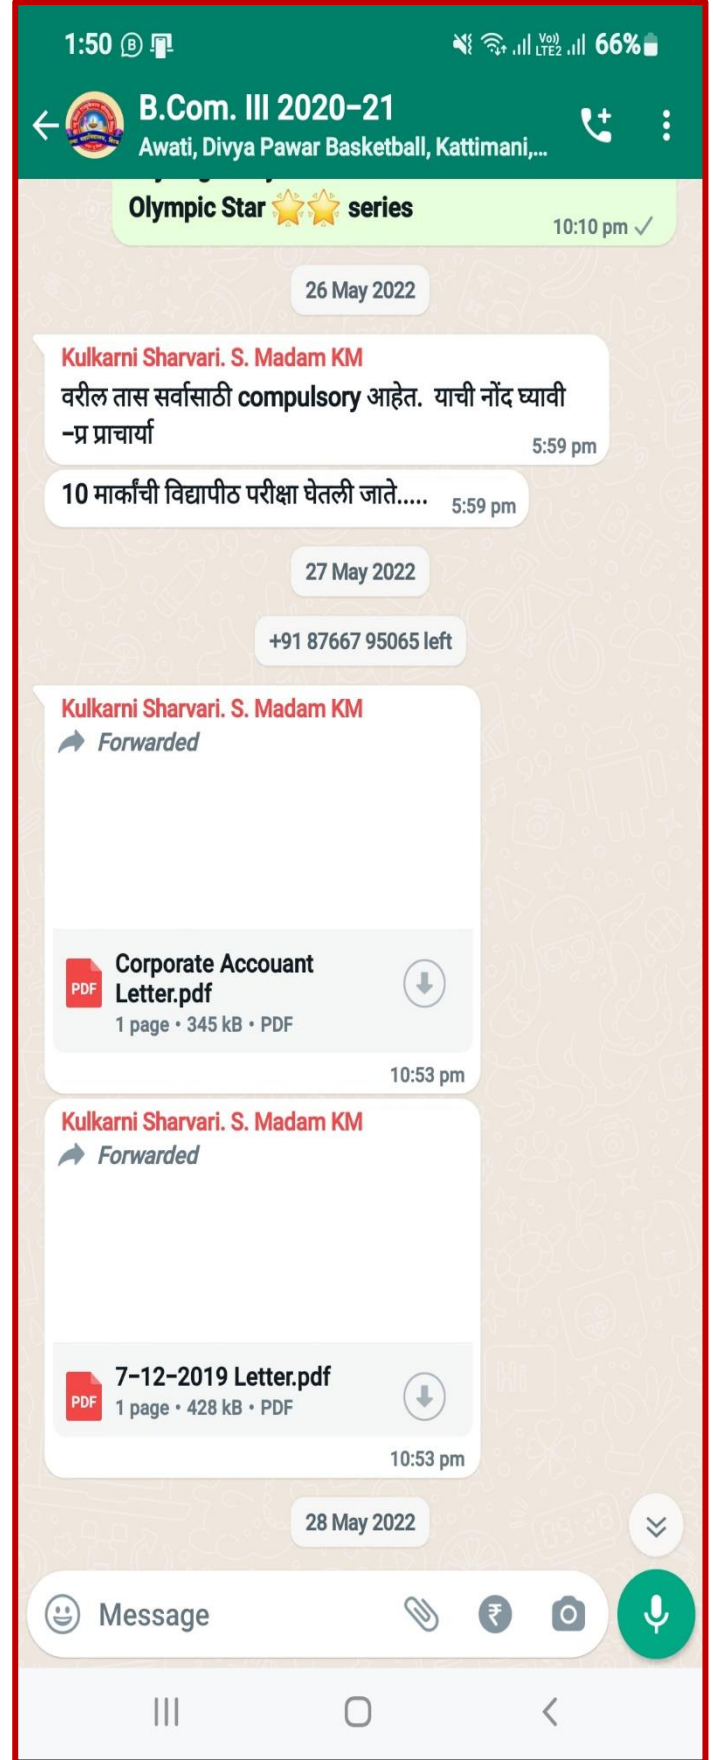 1:50
Vo)) LTE2 66%
B.Com. III 2020-21
Awati, Divya Pawar Basketball, Kattimani,...
Olympic Star ⭐⭐ series
10:10 pm
26 May 2022
Kulkarni Sharvari. S. Madam KM
वरील तास सर्वासाठी compulsory आहेत. याची नोंद घ्यावी
-प्र प्राचार्या
5:59 pm
10 मार्कांची विद्यापीठ परीक्षा घेतली जाते.....
5:59 pm
27 May 2022
+91 87667 95065 left
Kulkarni Sharvari. S. Madam KM
Forwarded
PDF
Corporate Accouant
Letter.pdf
1 page • 345 kB • PDF
10:53 pm
Kulkarni Sharvari. S. Madam KM
Forwarded
PDF
7-12-2019 Letter.pdf
1 page • 428 kB • PDF
10:53 pm
28 May 2022
Message